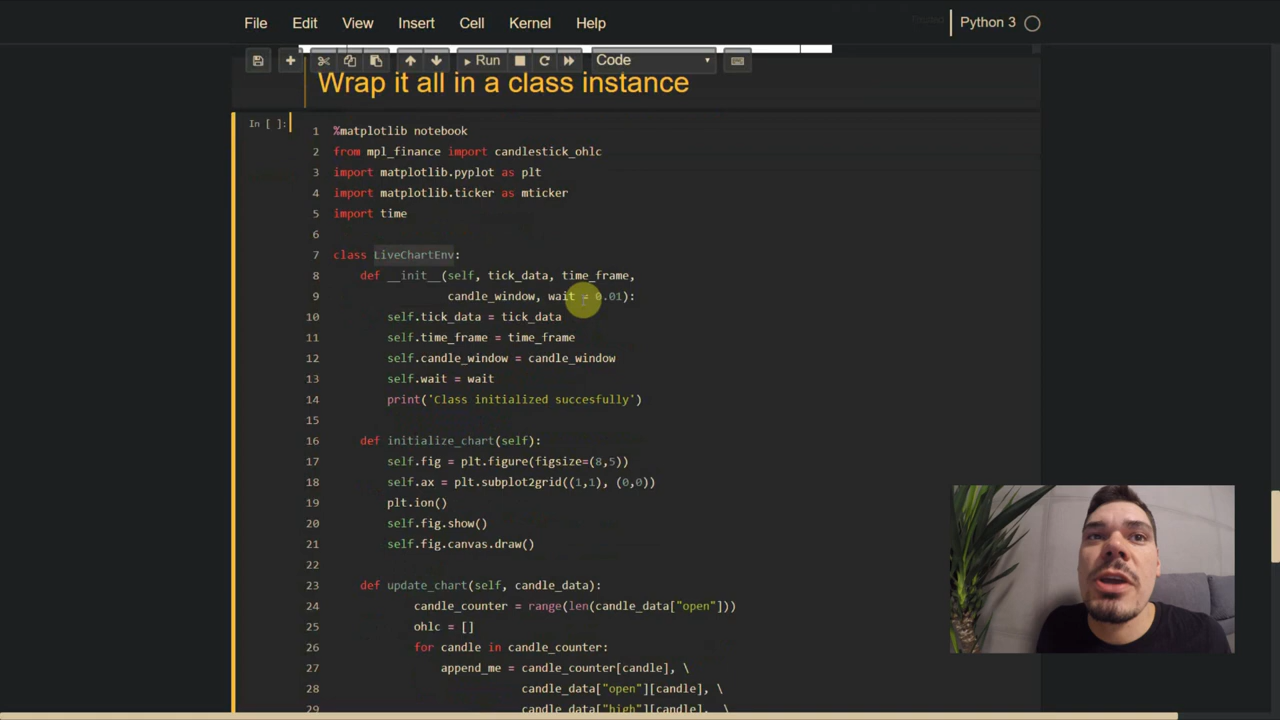 File Edit View Insert Cell Kernel Help
Python 3
Run Code
Wrap it all in a class instance
In [ ]:
1 %matplotlib notebook
2 from mpl_finance import candlestick_ohlc
3 import matplotlib.pyplot as plt
4 import matplotlib.ticker as mticker
5 import time
6
7 class LiveChartEnv:
8 def __init__(self, tick_data, time_frame,
9 candle_window, wait = 0.01):
10 self.tick_data = tick_data
11 self.time_frame = time_frame
12 self.candle_window = candle_window
13 self.wait = wait
14 print('Class initialized succesfully')
15
16 def initialize_chart(self):
17 self.fig = plt.figure(figsize=(8,5))
18 self.ax = plt.subplot2grid((1,1), (0,0))
19 plt.ion()
20 self.fig.show()
21 self.fig.canvas.draw()
22
23 def update_chart(self, candle_data):
24 candle_counter = range(len(candle_data["open"]))
25 ohlc = []
26 for candle in candle_counter:
27 append_me = candle_counter[candle], \
28 candle_data["open"][candle], \
29 candle_data["high"][candle], \